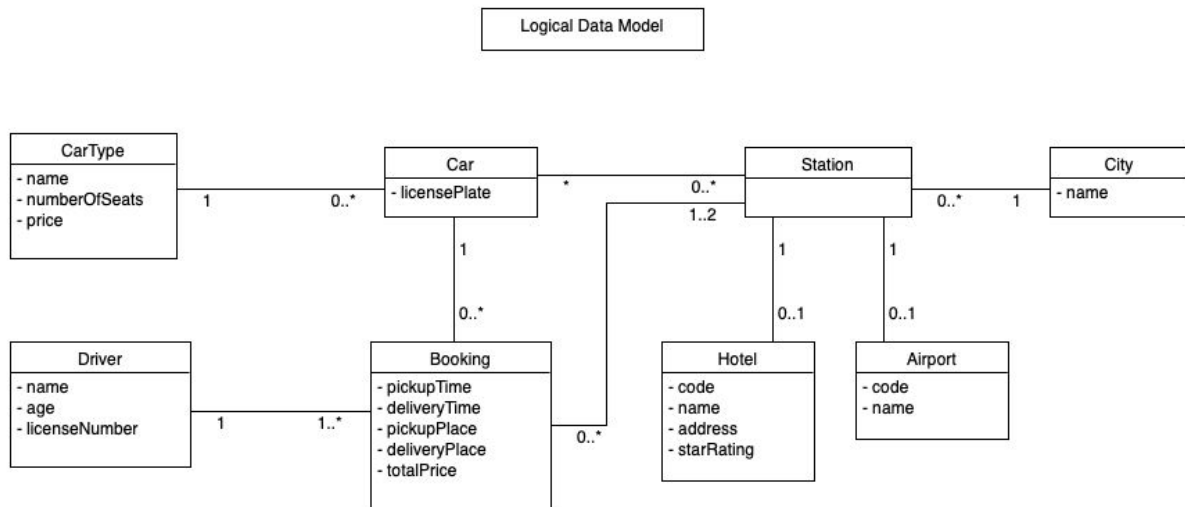 Logical Data Model
CarType
- name
- numberOfSeats
- price
1
0..*
Car
- licensePlate
*
0..*
Station
1..2
0..*
1
City
- name
1
0..*
1
0..1
1
0..1
Driver
- name
- age
- licenseNumber
1
1..*
Booking
- pickupTime
- deliveryTime
- pickupPlace
- deliveryPlace
- totalPrice
0..*
Hotel
- code
- name
- address
- starRating
Airport
- code
- name